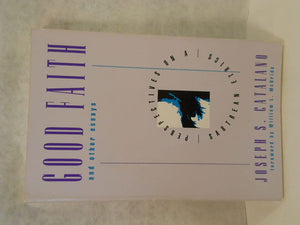 GOOD FAITH
and other essays
PERSPECTIVES ON A
SARTREAN ETHICS
JOSEPH S. CATALANO
foreword by William L. McBride